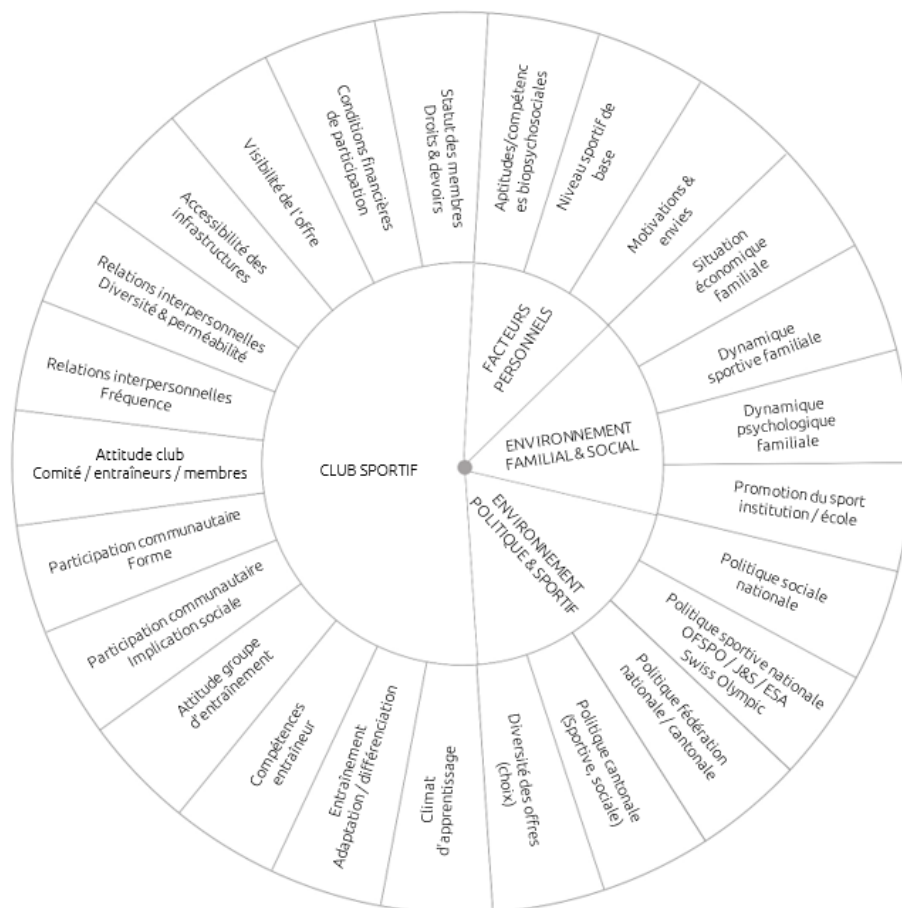 Aptitudes/compétenc
es biopsychosociales
Niveau sportif de
base
Motivations &
envies
Situation
économique
familiale
Dynamique
sportive familiale
Dynamique
psychologique
familiale
Promotion du sport
institution / école
Politique sociale
nationale
Politique sportive nationale
OFSPO / J&S / ESA
Swiss Olympic
Politique fédération
nationale / cantonale
Politique cantonale
(Sportive, sociale)
Diversité des offres
(choix)
Climat
d'apprentissage
Entraînement
Adaptation / différenciation
Compétences
entraîneur
Attitude groupe
d'entraînement
Participation communautaire
Implication sociale
Participation communautaire
Forme
Attitude club
Comité / entraîneurs / membres
Relations interpersonnelles
Fréquence
Relations interpersonnelles
Diversité & perméabilité
Accessibilité des
infrastructures
Visibilité de l'offre
Conditions financières
de participation
Statut des membres
Droits & devoirs
FACTEURS
PERSONNELS
ENVIRONNEMENT
FAMILIAL & SOCIAL
ENVIRONNEMENT
POLITIQUE & SPORTIF
CLUB SPORTIF